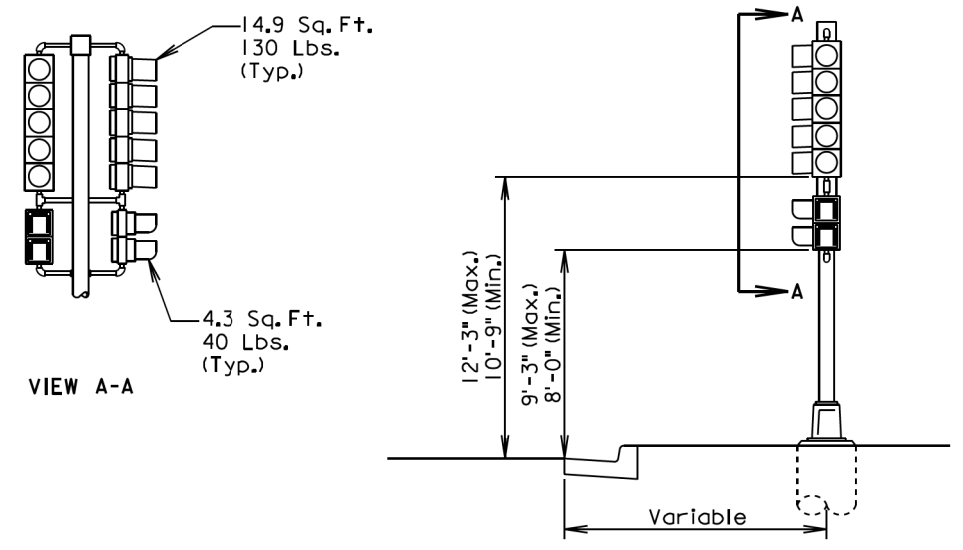 14.9 Sq. Ft.
130 Lbs.
(Typ.)
4.3 Sq. Ft.
40 Lbs.
(Typ.)
VIEW A-A
A
A
12'-3" (Max.)
10'-9" (Min.)
9'-3" (Max.)
8'-0" (Min.)
Variable